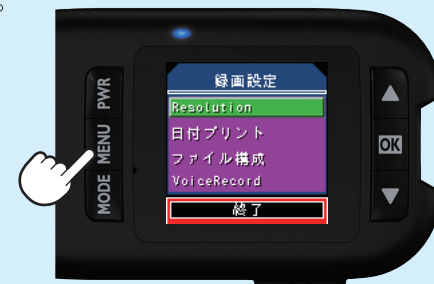 録画設定
Resolution
日付プリント
ファイル構成
VoiceRecord
終了
PWR
MENU
MODE
OK